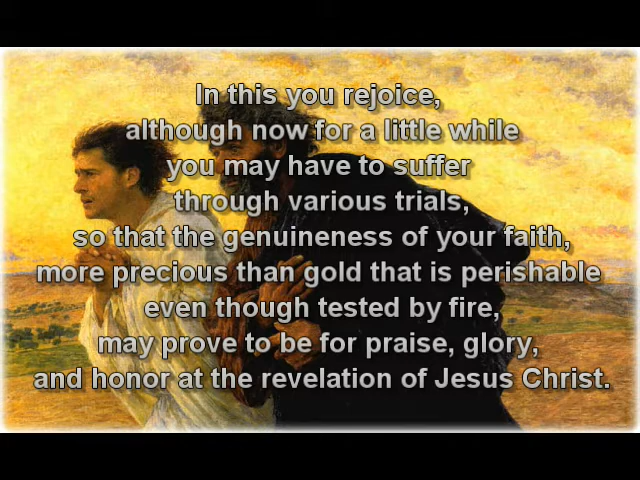 In this you rejoice,
although now for a little while
you may have to suffer
through various trials,
so that the genuineness of your faith,
more precious than gold that is perishable
even though tested by fire,
may prove to be for praise, glory,
and honor at the revelation of Jesus Christ.